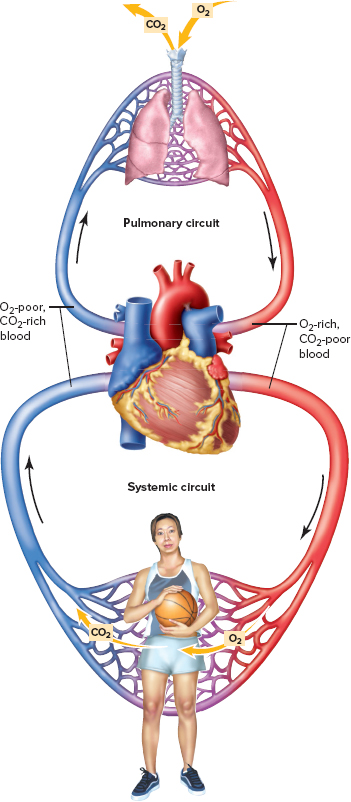 CO₂
O₂
Pulmonary circuit
O₂-poor,
CO₂-rich
blood
O₂-rich,
CO₂-poor
blood
Systemic circuit
CO₂
O₂